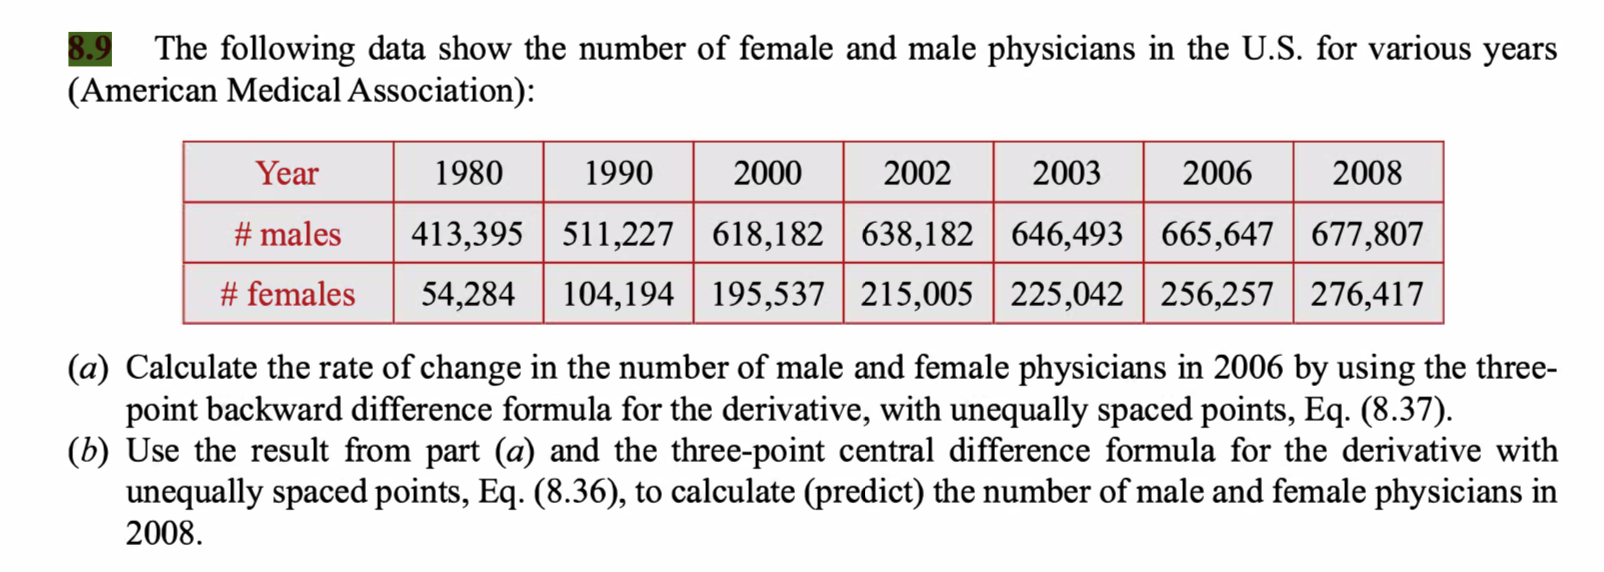 8.9 The following data show the number of female and male physicians in the U.S. for various years
(American Medical Association):
Year 1980 1990 2000 2002 2003 2006 2008
# males 413,395 511,227 618,182 638,182 646,493 665,647 677,807
# females 54,284 104,194 195,537 215,005 225,042 256,257 276,417
(a) Calculate the rate of change in the number of male and female physicians in 2006 by using the three-
point backward difference formula for the derivative, with unequally spaced points, Eq. (8.37).
(b) Use the result from part (a) and the three-point central difference formula for the derivative with
unequally spaced points, Eq. (8.36), to calculate (predict) the number of male and female physicians in
2008.